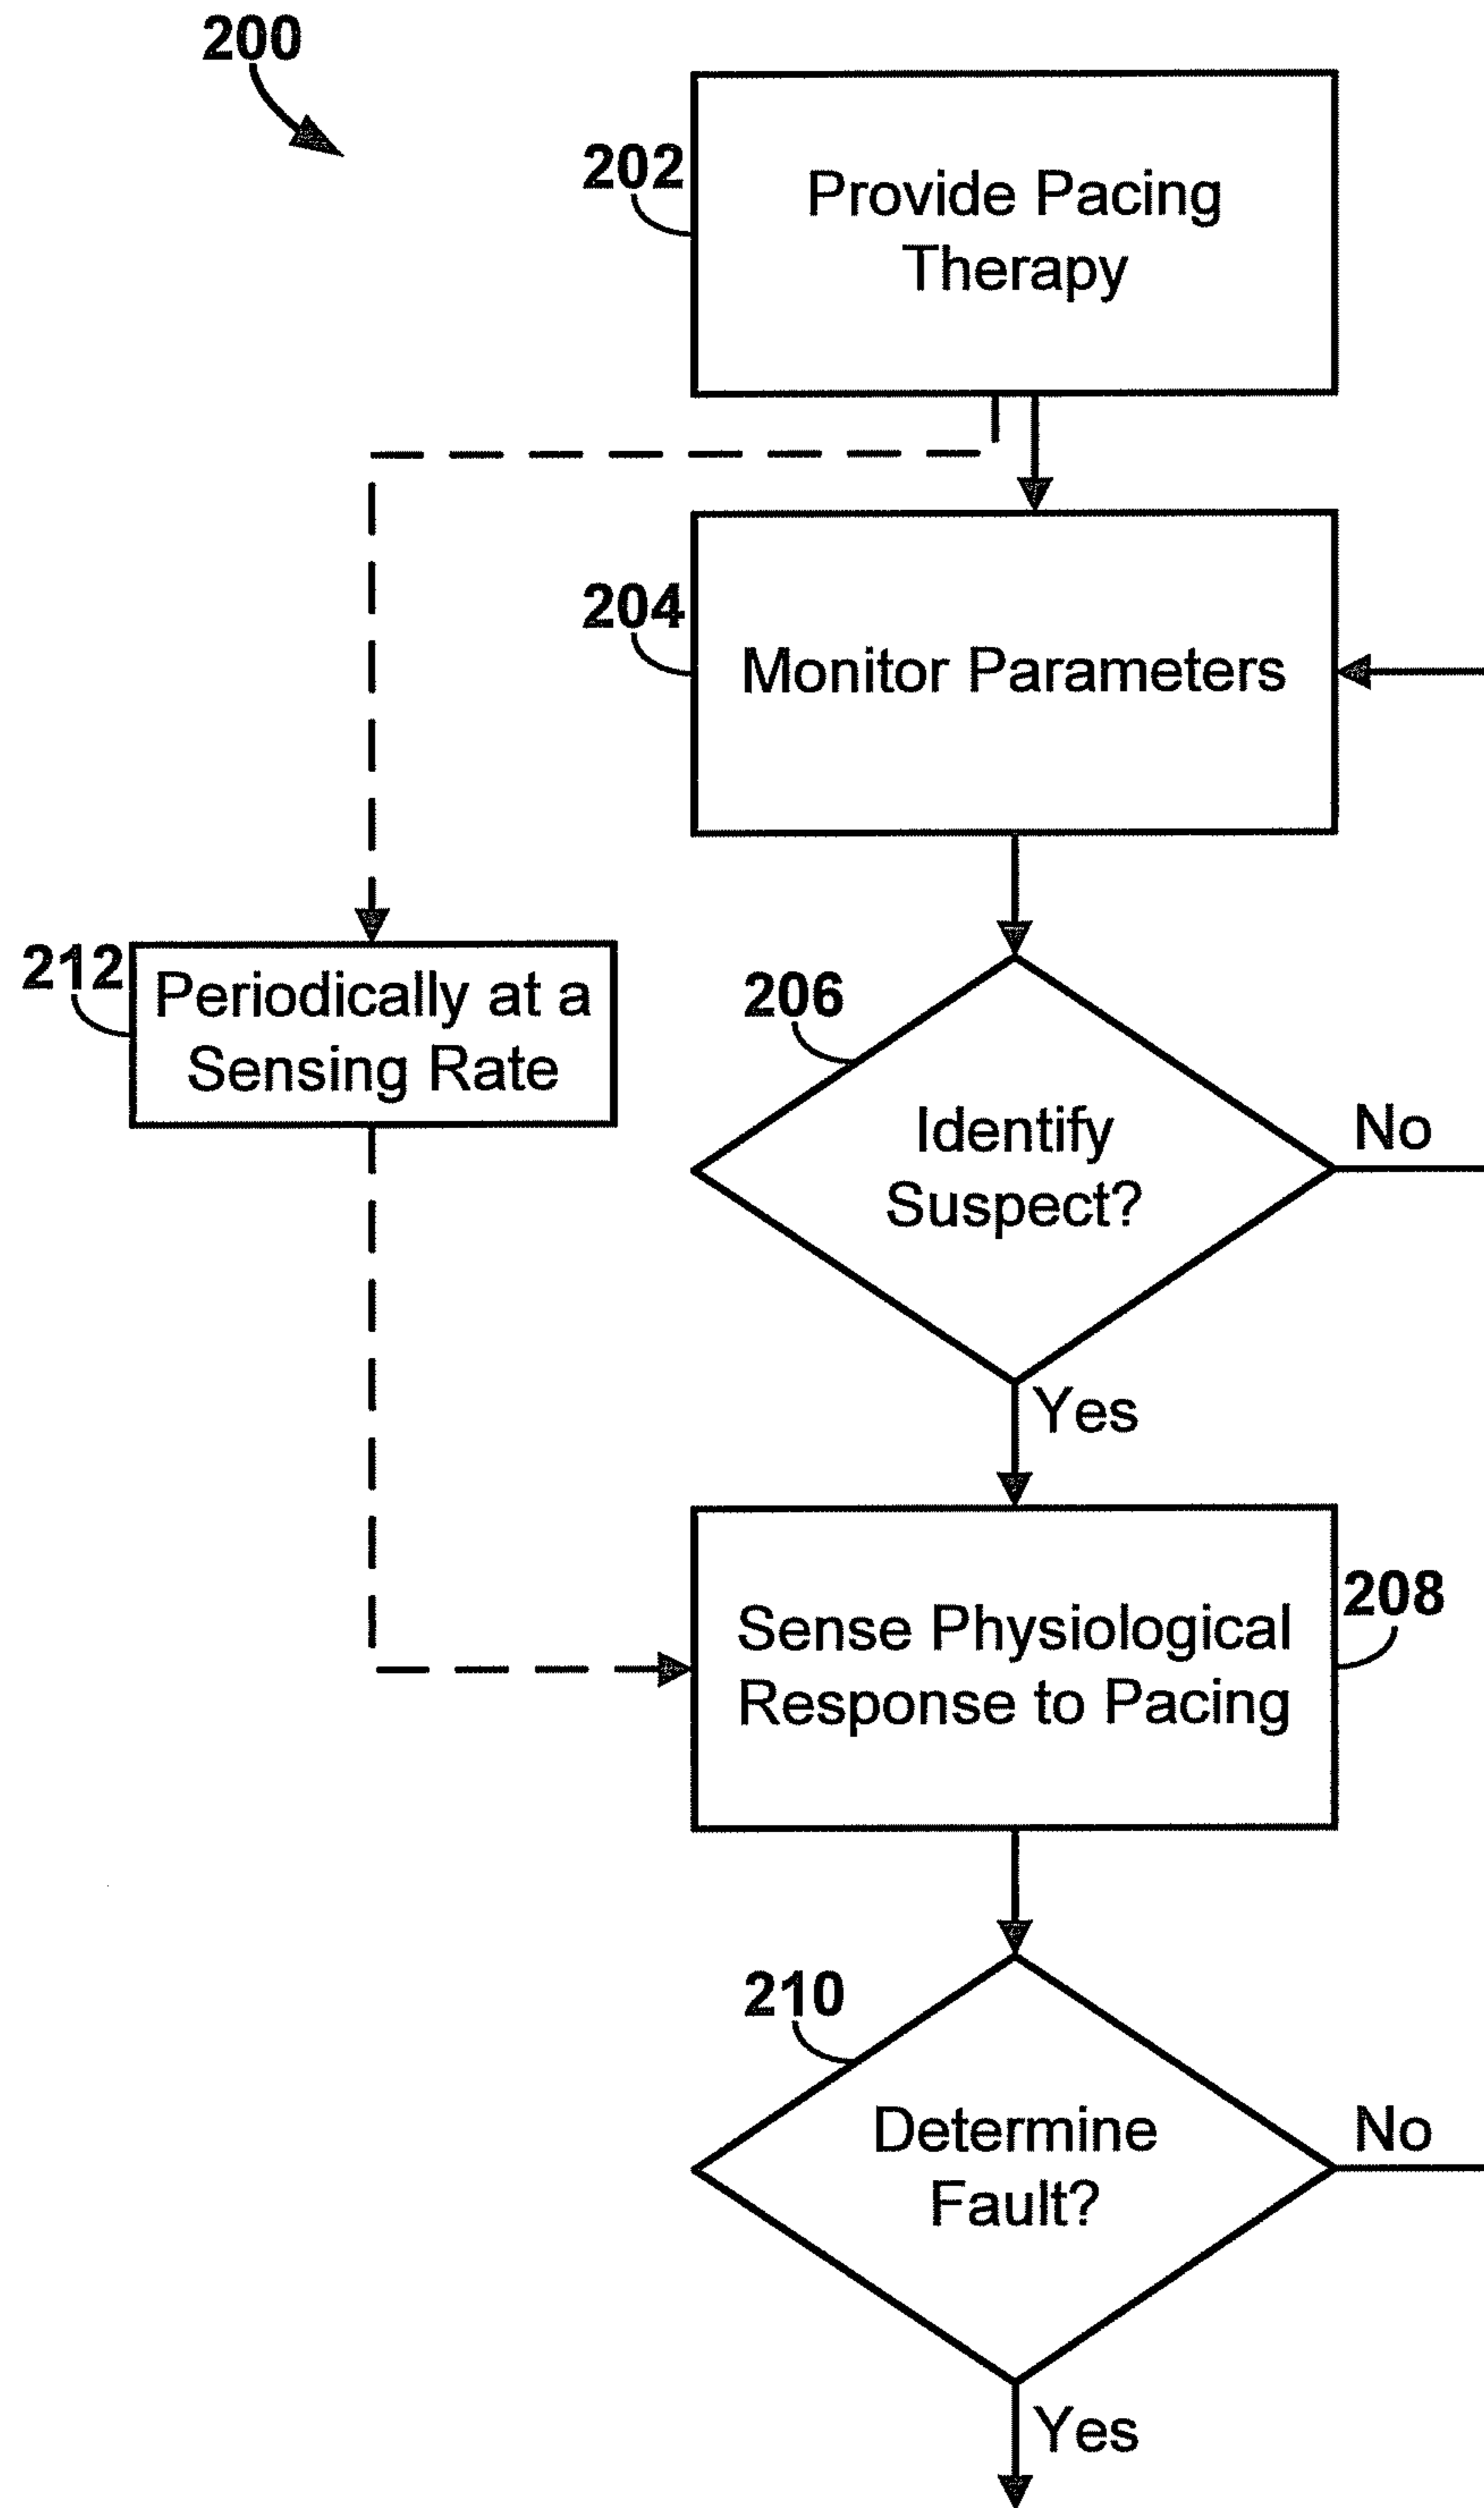 200
202
Provide Pacing
Therapy
204
Monitor Parameters
212
Periodically at a
Sensing Rate
206
Identify
Suspect?
No
Yes
208
Sense Physiological
Response to Pacing
210
Determine
Fault?
No
Yes